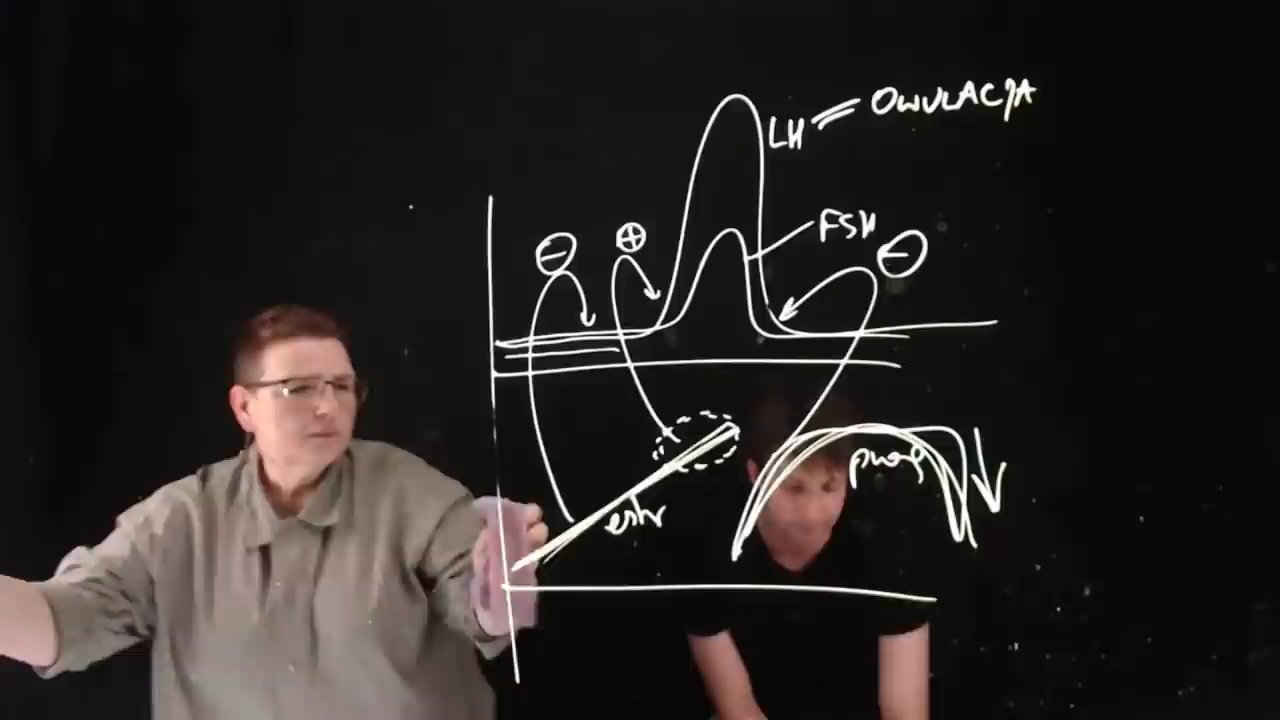 LH = OWULACJA
FSH
⊖
⊕
⊖
estr
prog